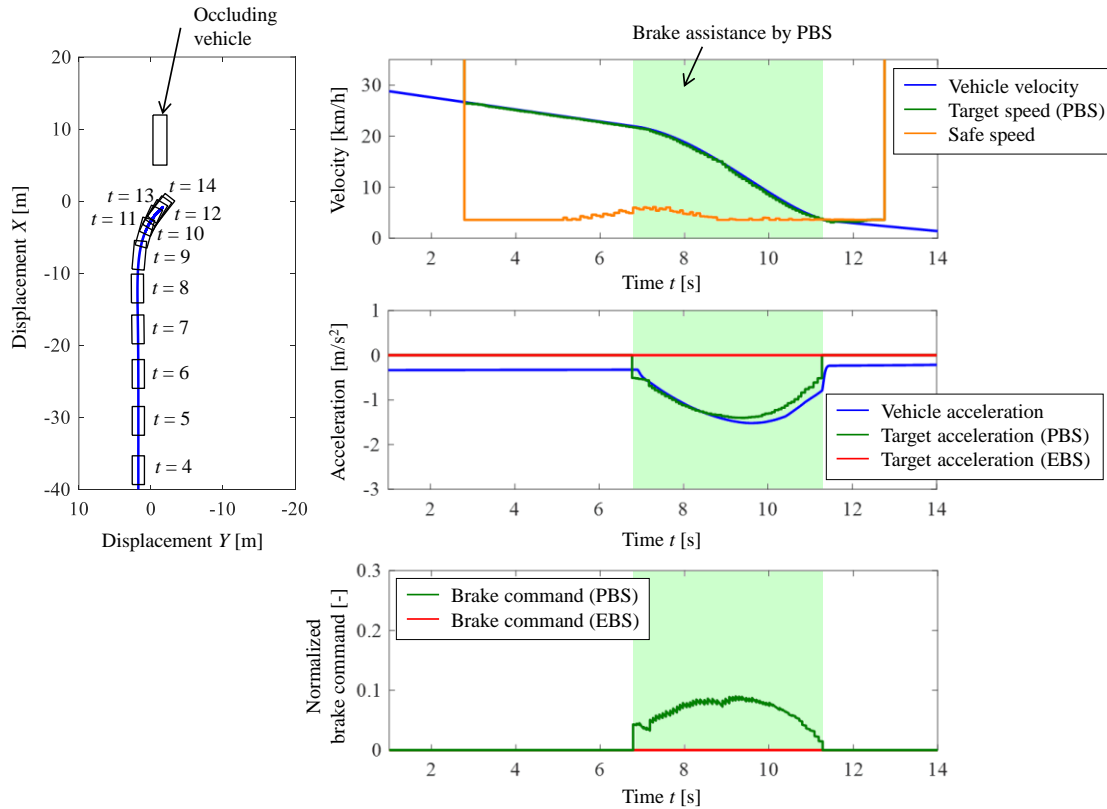 Occluding
vehicle
20
10
0
-10
-20
-30
-40
10
0
-10
-20
Displacement X [m]
Displacement Y [m]
t = 13
t = 14
t = 11
t = 12
t = 10
t = 9
t = 8
t = 7
t = 6
t = 5
t = 4
Brake assistance by PBS
30
20
10
0
2
4
6
8
10
12
14
Velocity [km/h]
Time t [s]
Vehicle velocity
Target speed (PBS)
Safe speed
1
0
-1
-2
-3
2
4
6
8
10
12
14
Acceleration [m/s²]
Time t [s]
Vehicle acceleration
Target acceleration (PBS)
Target acceleration (EBS)
0.3
0.2
0.1
0
2
4
6
8
10
12
14
Normalized
brake command [-]
Time t [s]
Brake command (PBS)
Brake command (EBS)